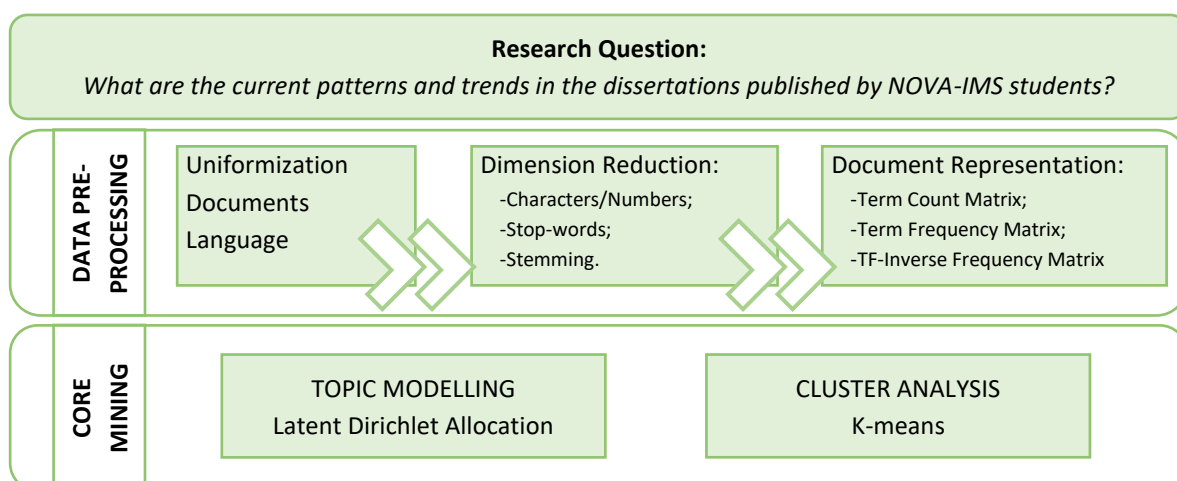 Research Question:
What are the current patterns and trends in the dissertations published by NOVA-IMS students?
DATA PRE-
PROCESSING
Uniformization
Documents
Language
Dimension Reduction:
-Characters/Numbers;
-Stop-words;
-Stemming.
Document Representation:
-Term Count Matrix;
-Term Frequency Matrix;
-TF-Inverse Frequency Matrix
CORE
MINING
TOPIC MODELLING
Latent Dirichlet Allocation
CLUSTER ANALYSIS
K-means